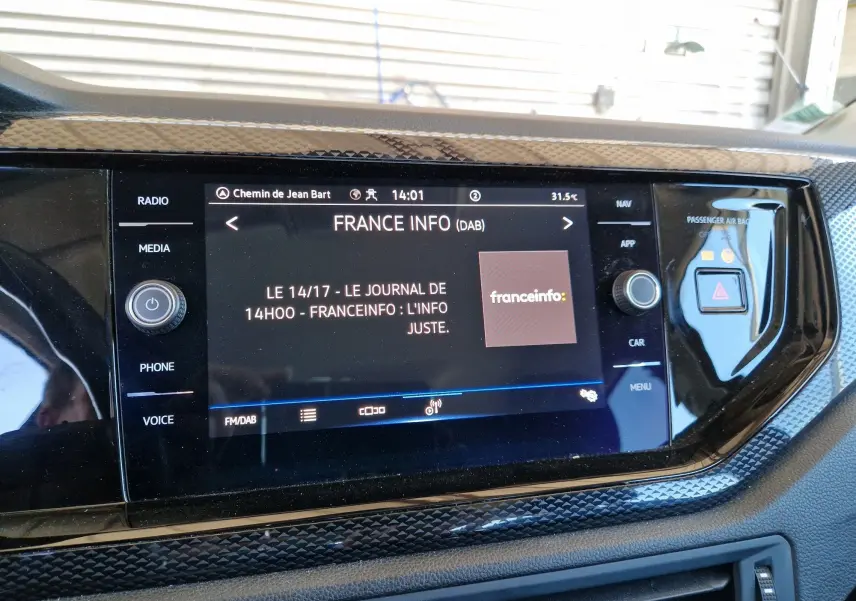 RADIO
MEDIA
PHONE
VOICE
Chemin de Jean Bart 14:01 2 31.5°C
< FRANCE INFO (DAB) >
LE 14/17 - LE JOURNAL DE
14H00 - FRANCEINFO : L'INFO
JUSTE.
franceinfo:
FM/DAB
NAV
APP
CAR
MENU
PASSENGER AIR BAG